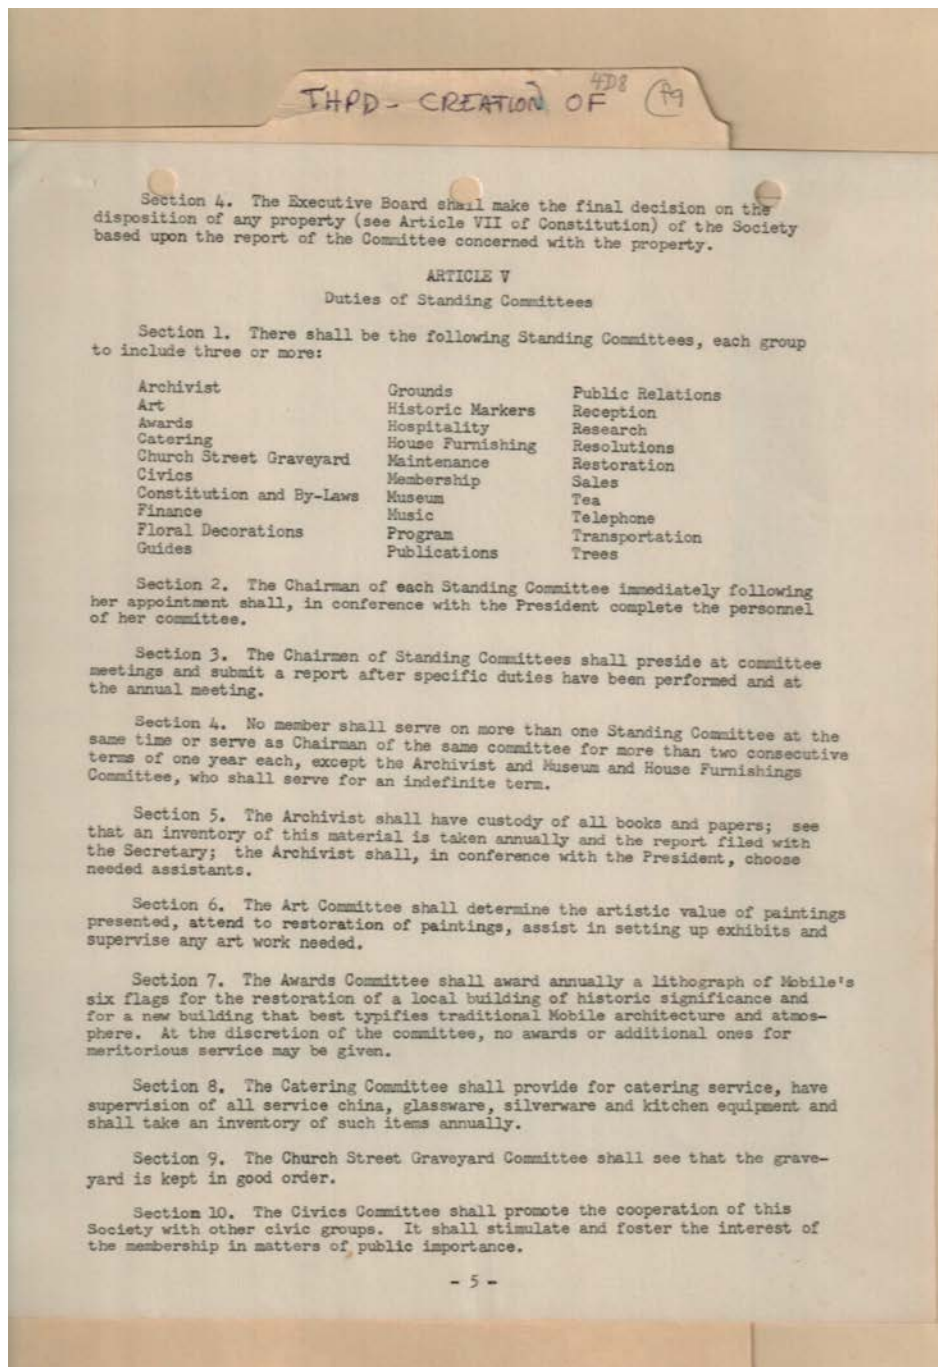 THPD - CREATION OF
4D8
P9
Section 4. The Executive Board shall make the final decision on the
disposition of any property (see Article VII of Constitution) of the Society
based upon the report of the Committee concerned with the property.
ARTICLE V
Duties of Standing Committees
Section 1. There shall be the following Standing Committees, each group
to include three or more:
Archivist
Art
Awards
Catering
Church Street Graveyard
Civics
Constitution and By-Laws
Finance
Floral Decorations
Guides
Grounds
Historic Markers
Hospitality
House Furnishing
Maintenance
Membership
Museum
Music
Program
Publications
Public Relations
Reception
Research
Resolutions
Restoration
Sales
Tea
Telephone
Transportation
Trees
Section 2. The Chairman of each Standing Committee immediately following
her appointment shall, in conference with the President complete the personnel
of her committee.
Section 3. The Chairmen of Standing Committees shall preside at committee
meetings and submit a report after specific duties have been performed and at
the annual meeting.
Section 4. No member shall serve on more than one Standing Committee at the
same time or serve as Chairman of the same committee for more than two consecutive
terms of one year each, except the Archivist and Museum and House Furnishings
Committee, who shall serve for an indefinite term.
Section 5. The Archivist shall have custody of all books and papers; see
that an inventory of this material is taken annually and the report filed with
the Secretary; the Archivist shall, in conference with the President, choose
needed assistants.
Section 6. The Art Committee shall determine the artistic value of paintings
presented, attend to restoration of paintings, assist in setting up exhibits and
supervise any art work needed.
Section 7. The Awards Committee shall award annually a lithograph of Mobile's
six flags for the restoration of a local building of historic significance and
for a new building that best typifies traditional Mobile architecture and atmos-
phere. At the discretion of the committee, no awards or additional ones for
meritorious service may be given.
Section 8. The Catering Committee shall provide for catering service, have
supervision of all service china, glassware, silverware and kitchen equipment and
shall take an inventory of such items annually.
Section 9. The Church Street Graveyard Committee shall see that the grave-
yard is kept in good order.
Section 10. The Civics Committee shall promote the cooperation of this
Society with other civic groups. It shall stimulate and foster the interest of
the membership in matters of public importance.
- 5 -